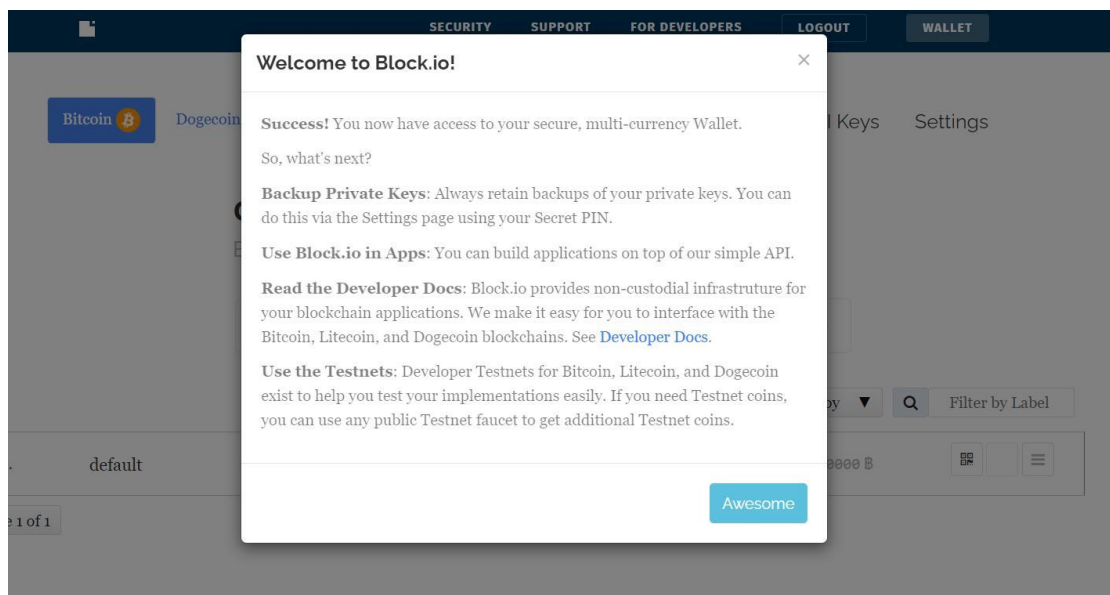 SECURITY SUPPORT FOR DEVELOPERS LOGOUT WALLET
Welcome to Block.io! ×
Bitcoin Dogecoin Keys Settings
Success! You now have access to your secure, multi-currency Wallet.
So, what's next?
Backup Private Keys: Always retain backups of your private keys. You can
do this via the Settings page using your Secret PIN.
Use Block.io in Apps: You can build applications on top of our simple API.
Read the Developer Docs: Block.io provides non-custodial infrastruture for
your blockchain applications. We make it easy for you to interface with the
Bitcoin, Litecoin, and Dogecoin blockchains. See Developer Docs.
Use the Testnets: Developer Testnets for Bitcoin, Litecoin, and Dogecoin
exist to help you test your implementations easily. If you need Testnet coins,
you can use any public Testnet faucet to get additional Testnet coins.
Filter by Label
default
Awesome
1 of 1